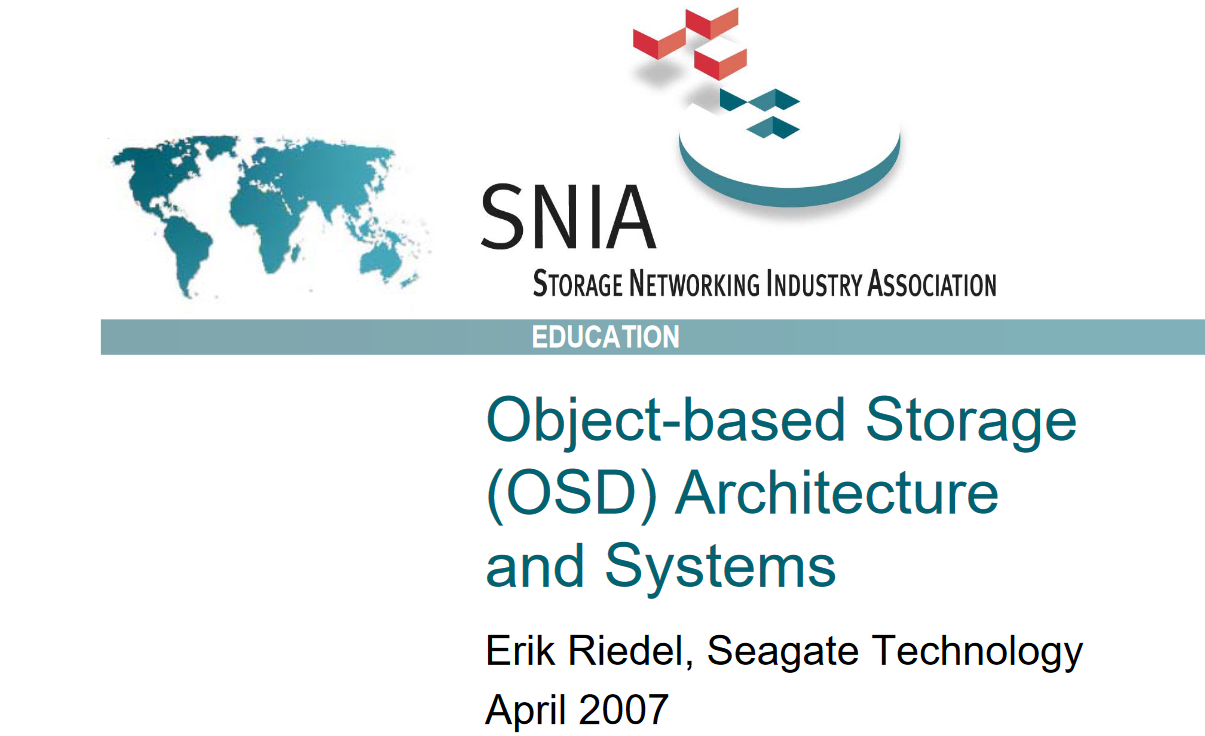 SNIA
STORAGE NETWORKING INDUSTRY ASSOCIATION
EDUCATION
Object-based Storage
(OSD) Architecture
and Systems
Erik Riedel, Seagate Technology
April 2007